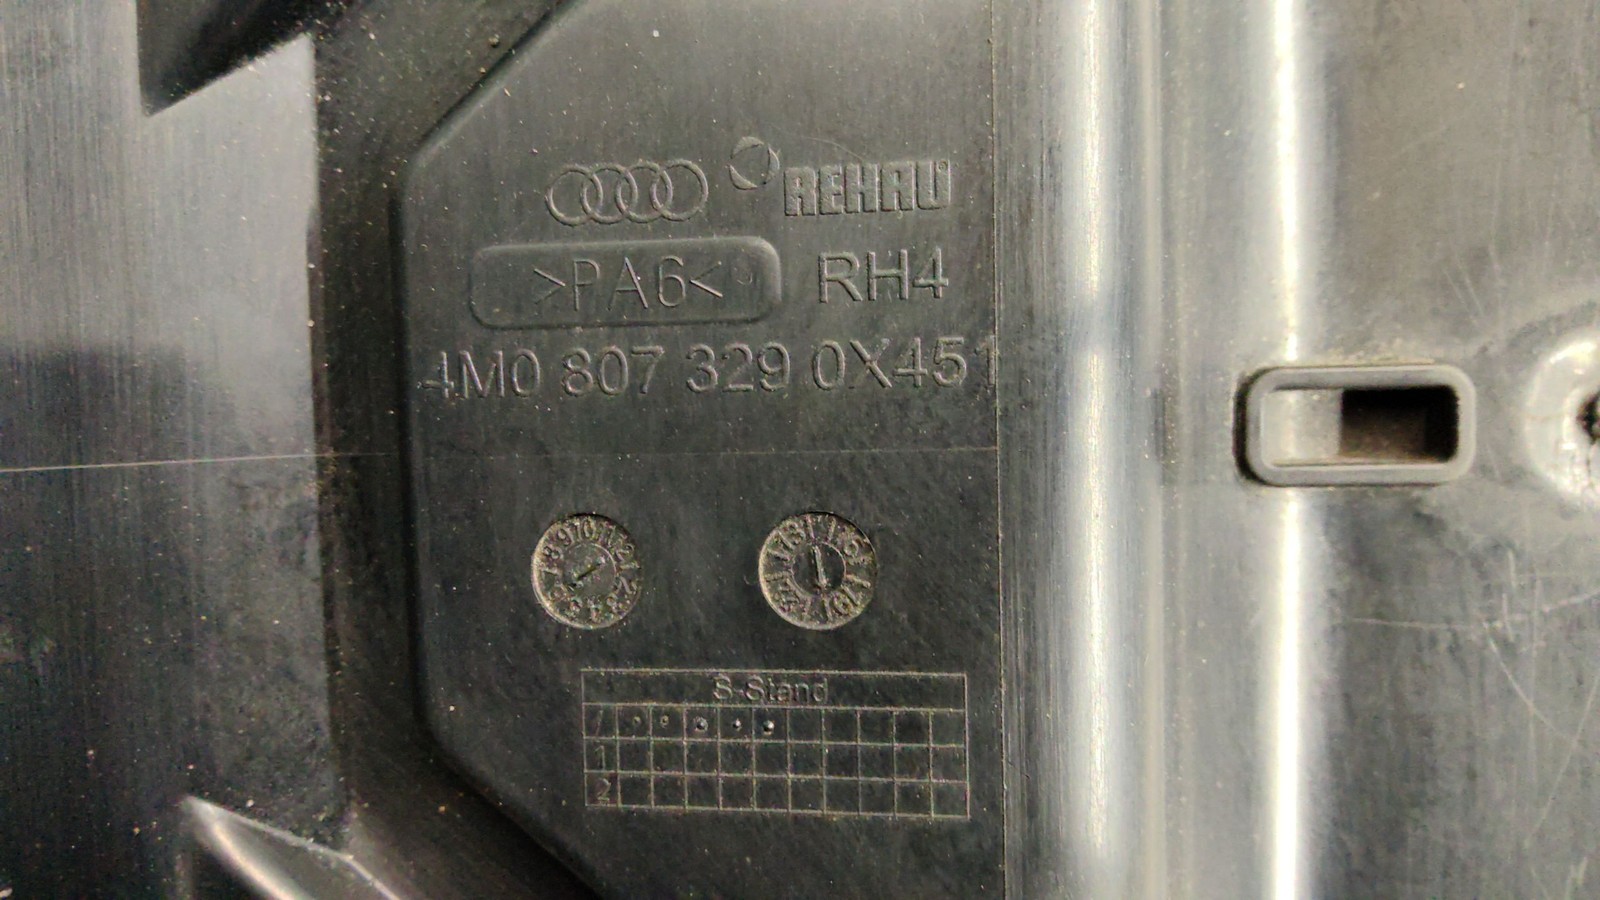 REHAU
>PA6< RH4
4M0 807 329 0X451
S-Stand
1
2